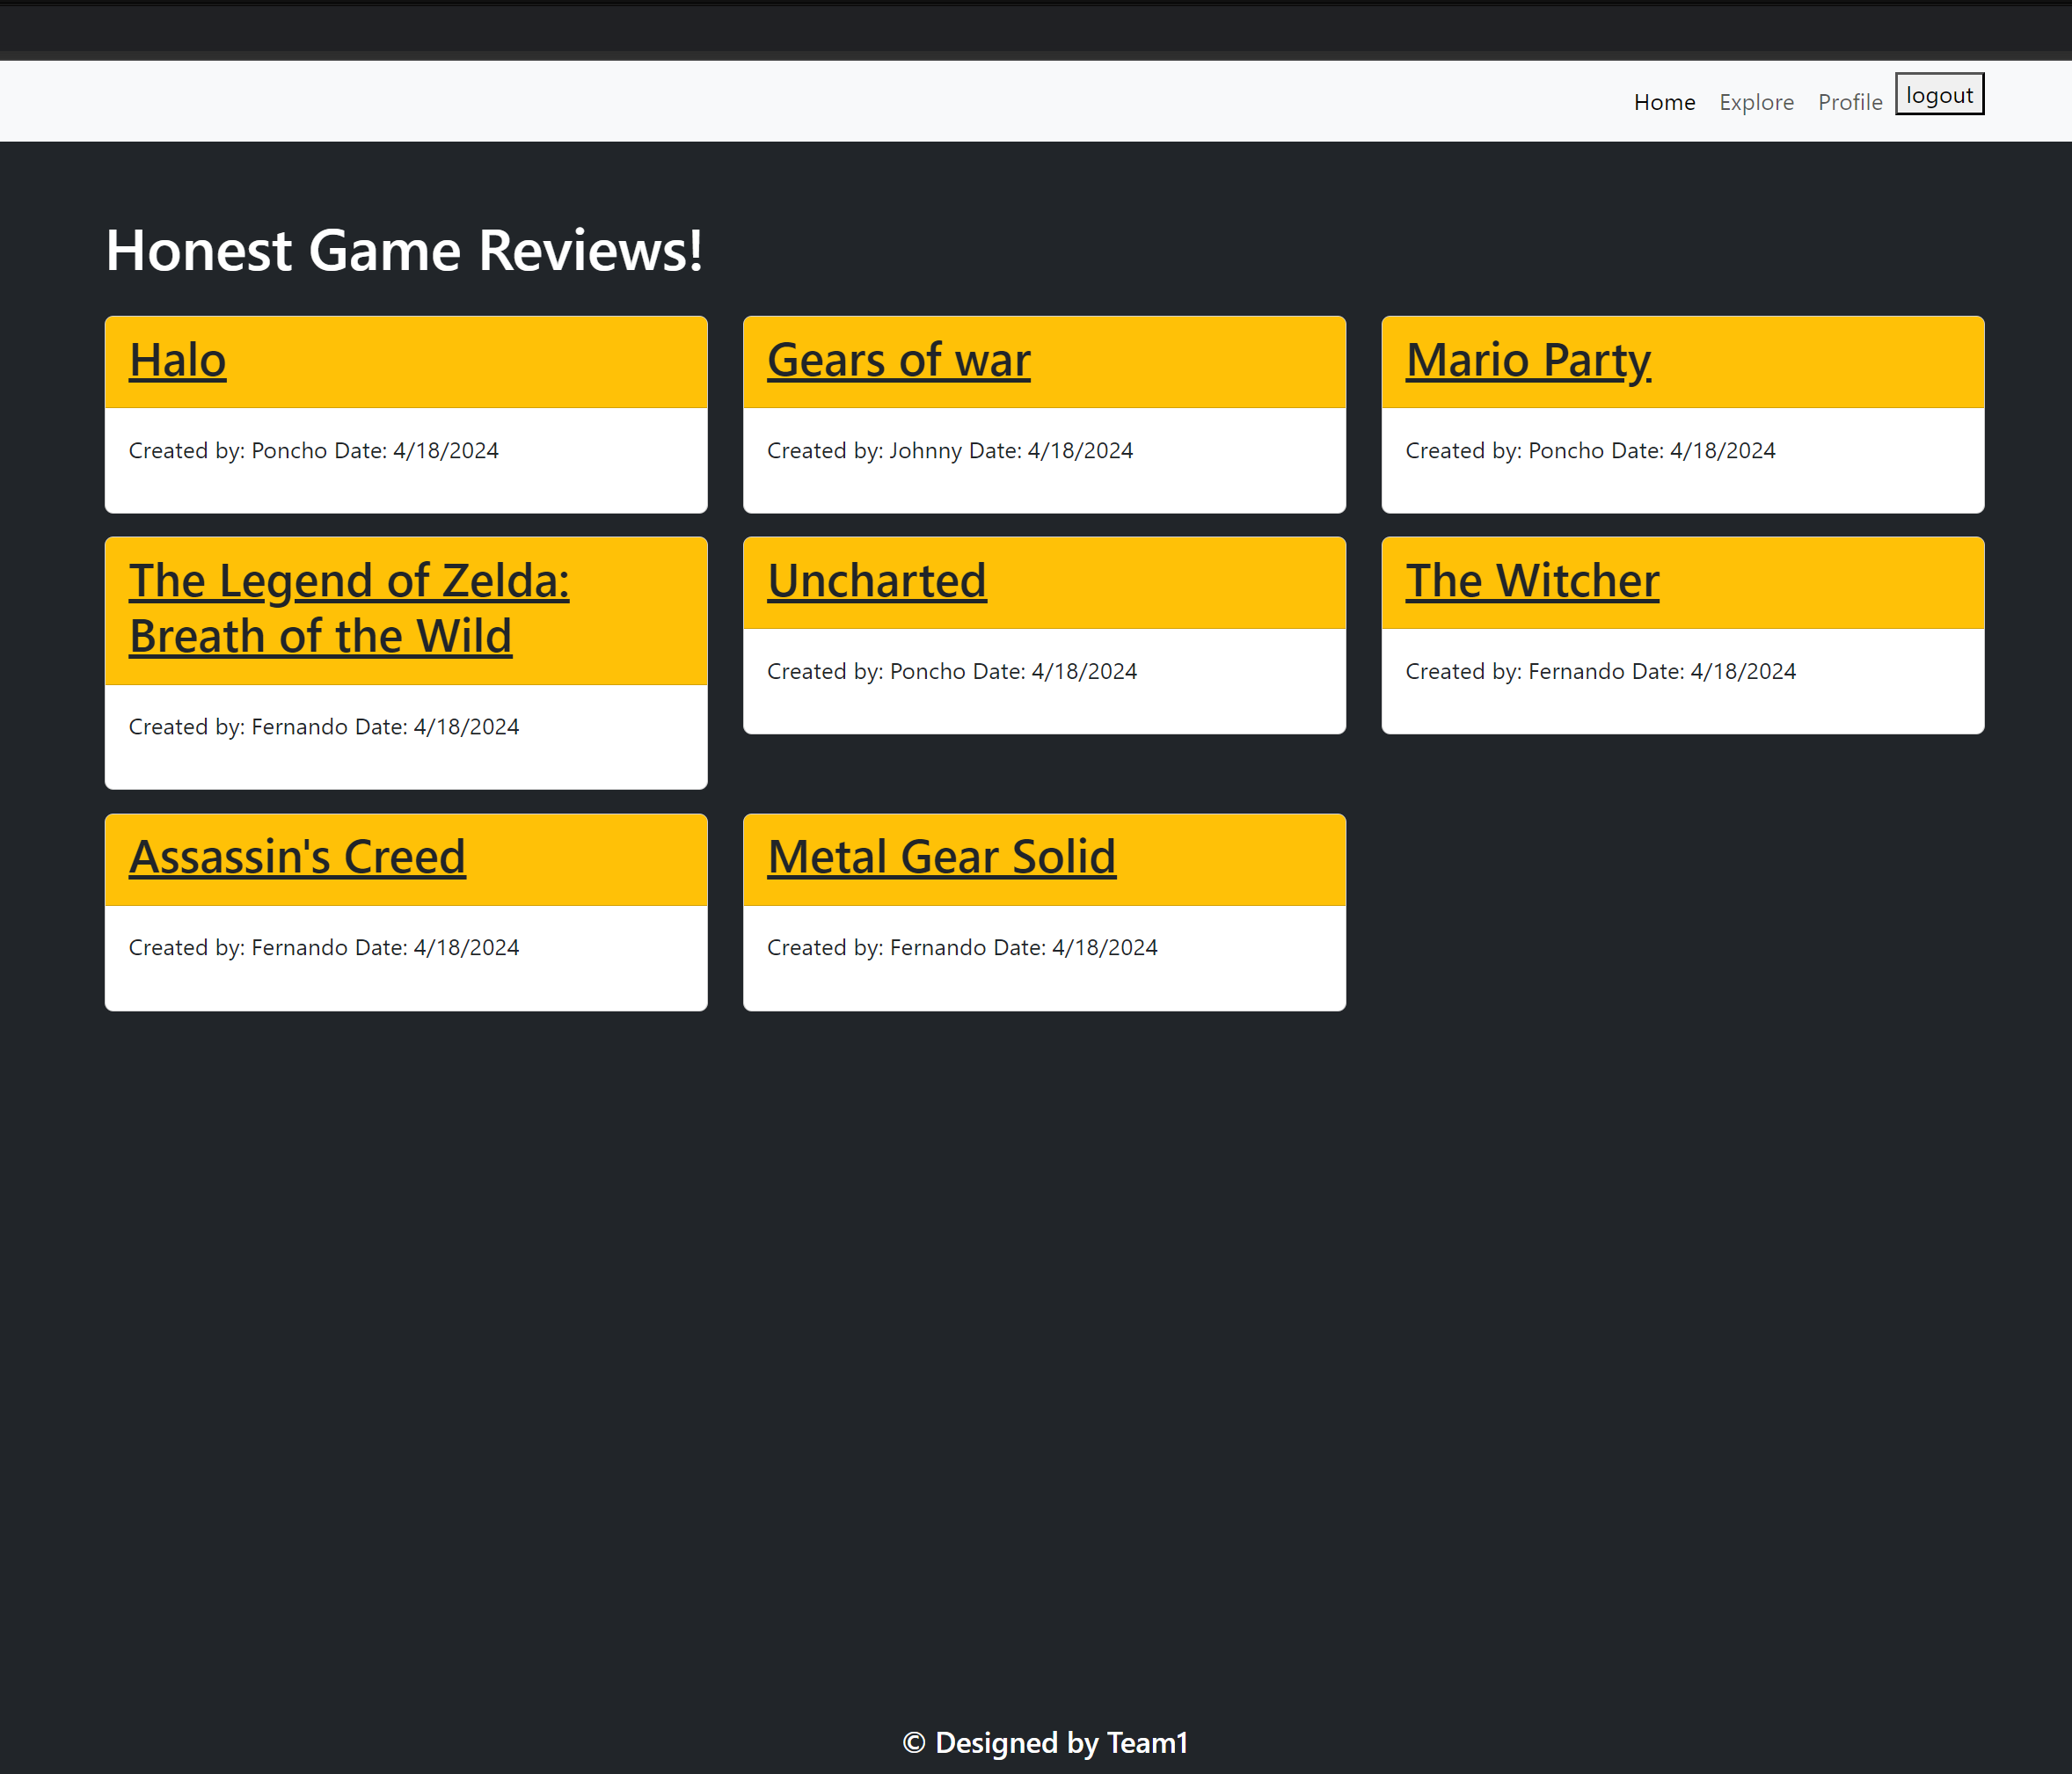 Home Explore Profile logout
Honest Game Reviews!
Halo
Created by: Poncho Date: 4/18/2024
Gears of war
Created by: Johnny Date: 4/18/2024
Mario Party
Created by: Poncho Date: 4/18/2024
The Legend of Zelda:
Breath of the Wild
Created by: Fernando Date: 4/18/2024
Uncharted
Created by: Poncho Date: 4/18/2024
The Witcher
Created by: Fernando Date: 4/18/2024
Assassin's Creed
Created by: Fernando Date: 4/18/2024
Metal Gear Solid
Created by: Fernando Date: 4/18/2024
© Designed by Team1